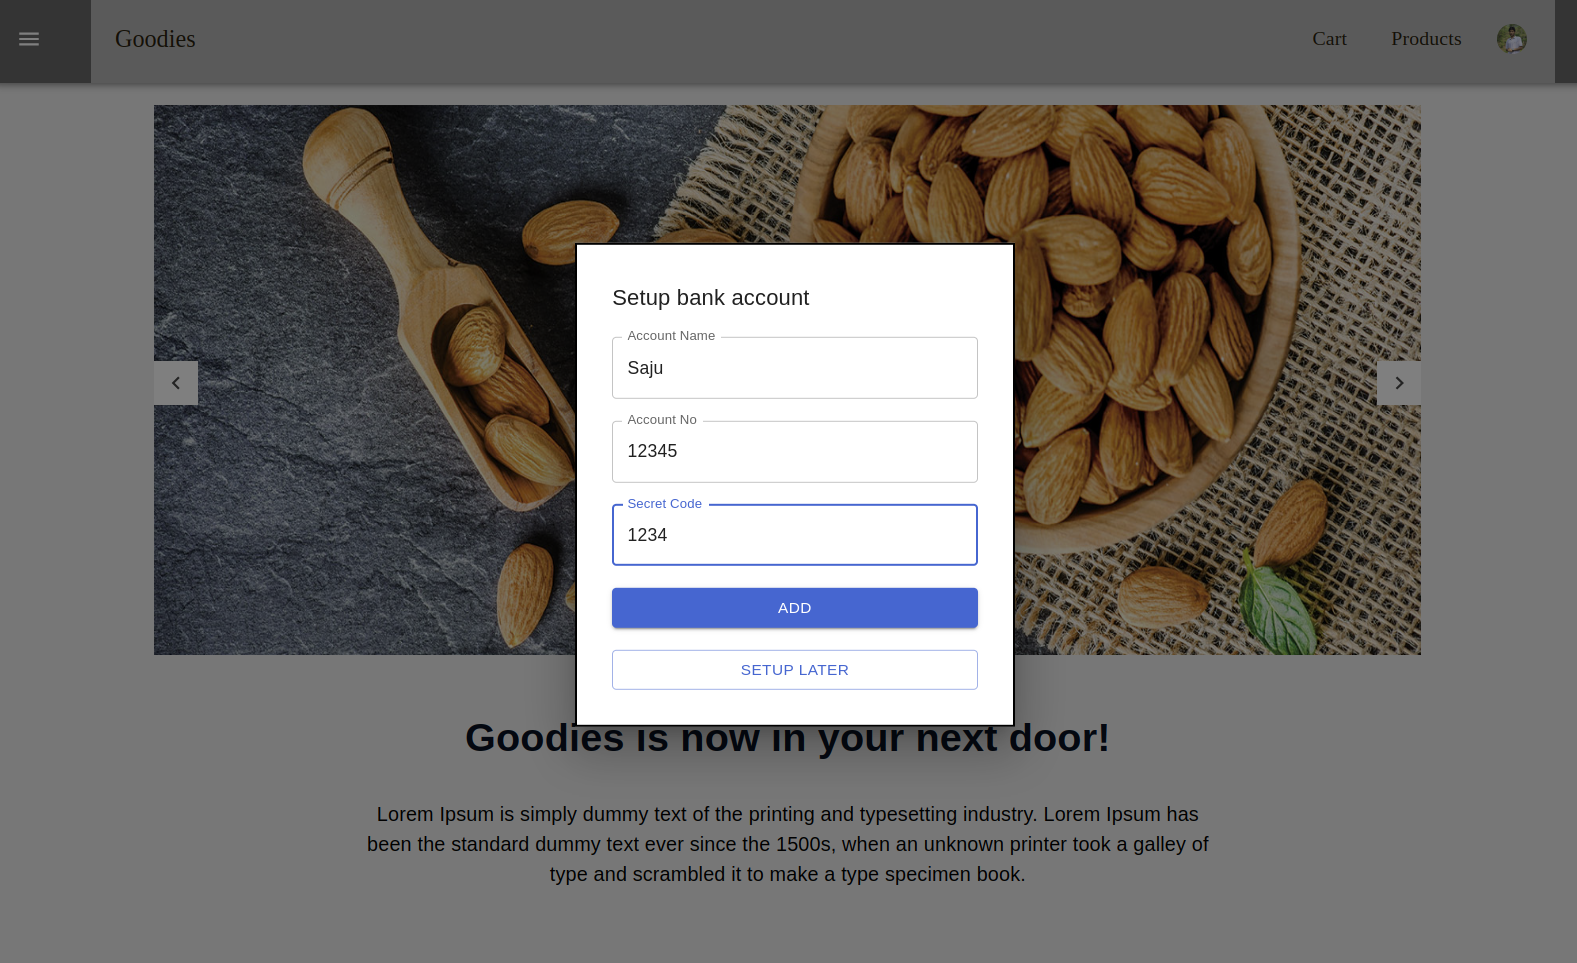 Goodies
Cart
Products
Setup bank account
Account Name
Saju
Account No
12345
Secret Code
1234
ADD
SETUP LATER
Goodies is now in your next door!
Lorem Ipsum is simply dummy text of the printing and typesetting industry. Lorem Ipsum has
been the standard dummy text ever since the 1500s, when an unknown printer took a galley of
type and scrambled it to make a type specimen book.